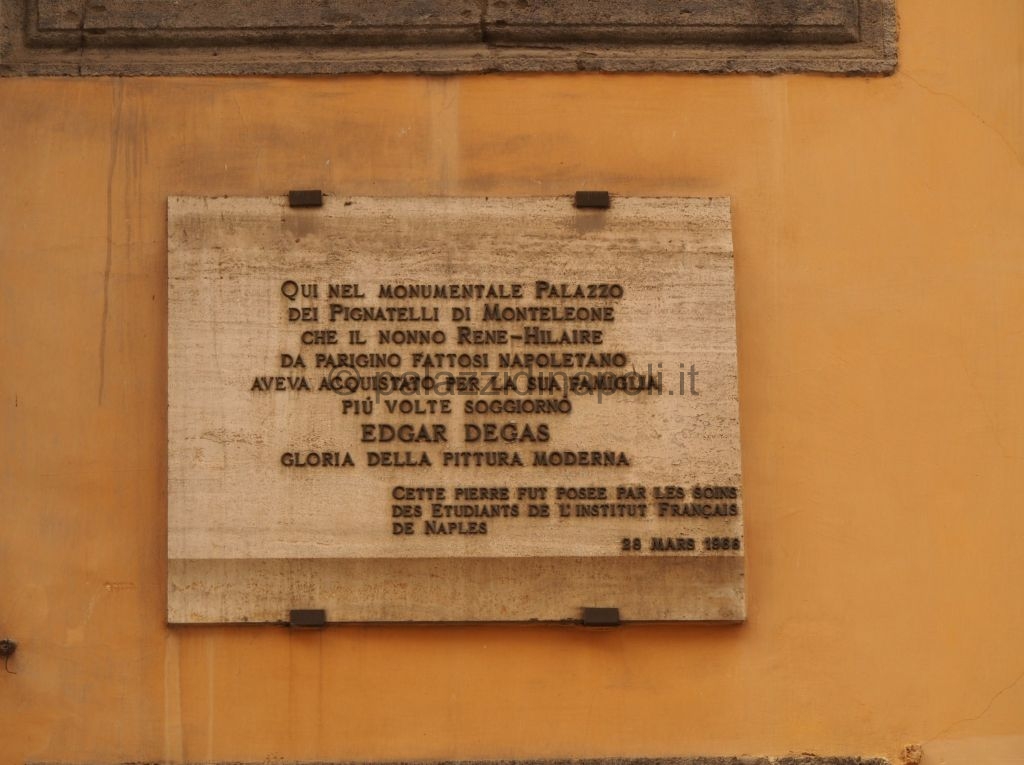 Qui nel monumentale Palazzo
dei Pignatelli di Monteleone
che il nonno Rene-Hilaire
da parigino fattosi napoletano
aveva acquistato per la sua famiglia
© palazzidinapoli.it
piú volte soggiornò
EDGAR DEGAS
gloria della pittura moderna
Cette pierre fut posee par les soins
des Etudiants de l'institut Français
de Naples
28 mars 1966